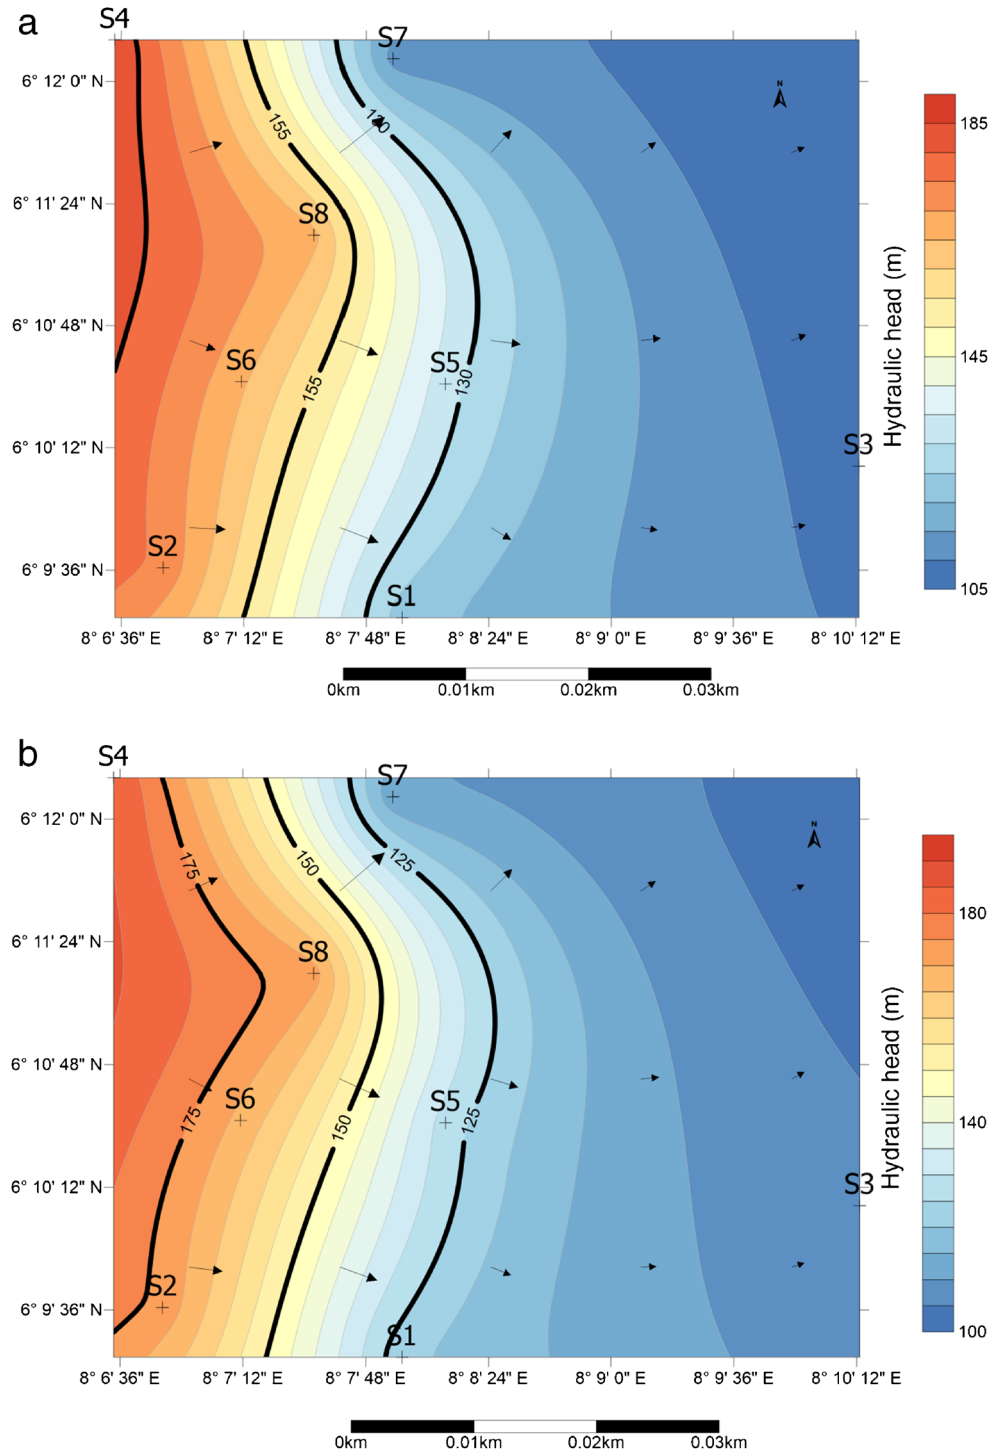 a
S4
S7
6° 12' 0" N
N
130
155
185
6° 11' 24" N
S8
Hydraulic head (m)
6° 10' 48" N
S6
S5
130
155
145
6° 10' 12" N
S3
S2
6° 9' 36" N
S1
105
8° 6' 36" E 8° 7' 12" E 8° 7' 48" E 8° 8' 24" E 8° 9' 0" E 8° 9' 36" E 8° 10' 12" E
0km 0.01km 0.02km 0.03km
b
S4
S7
6° 12' 0" N
N
175
150
125
180
6° 11' 24" N
S8
Hydraulic head (m)
6° 10' 48" N
S6
S5
175
150
125
140
6° 10' 12" N
S3
S2
6° 9' 36" N
S1
100
8° 6' 36" E 8° 7' 12" E 8° 7' 48" E 8° 8' 24" E 8° 9' 0" E 8° 9' 36" E 8° 10' 12" E
0km 0.01km 0.02km 0.03km